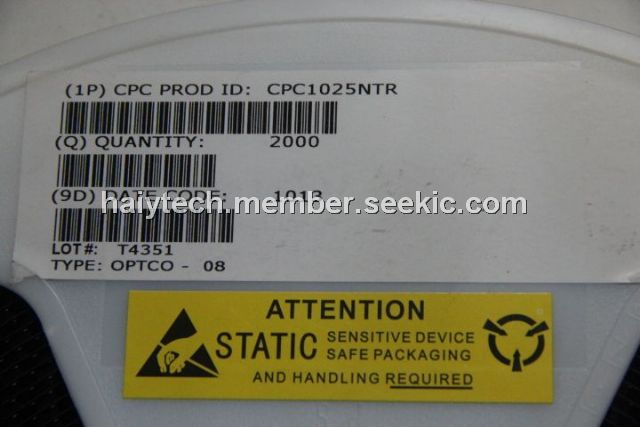 (1P) CPC PROD ID: CPC1025NTR
(Q) QUANTITY: 2000
(9D) DATE CODE: 1013
haiytech.member.seekic.com
LOT#: T4351
TYPE: OPTCO - 08
ATTENTION
STATIC SENSITIVE DEVICE
SAFE PACKAGING
AND HANDLING REQUIRED